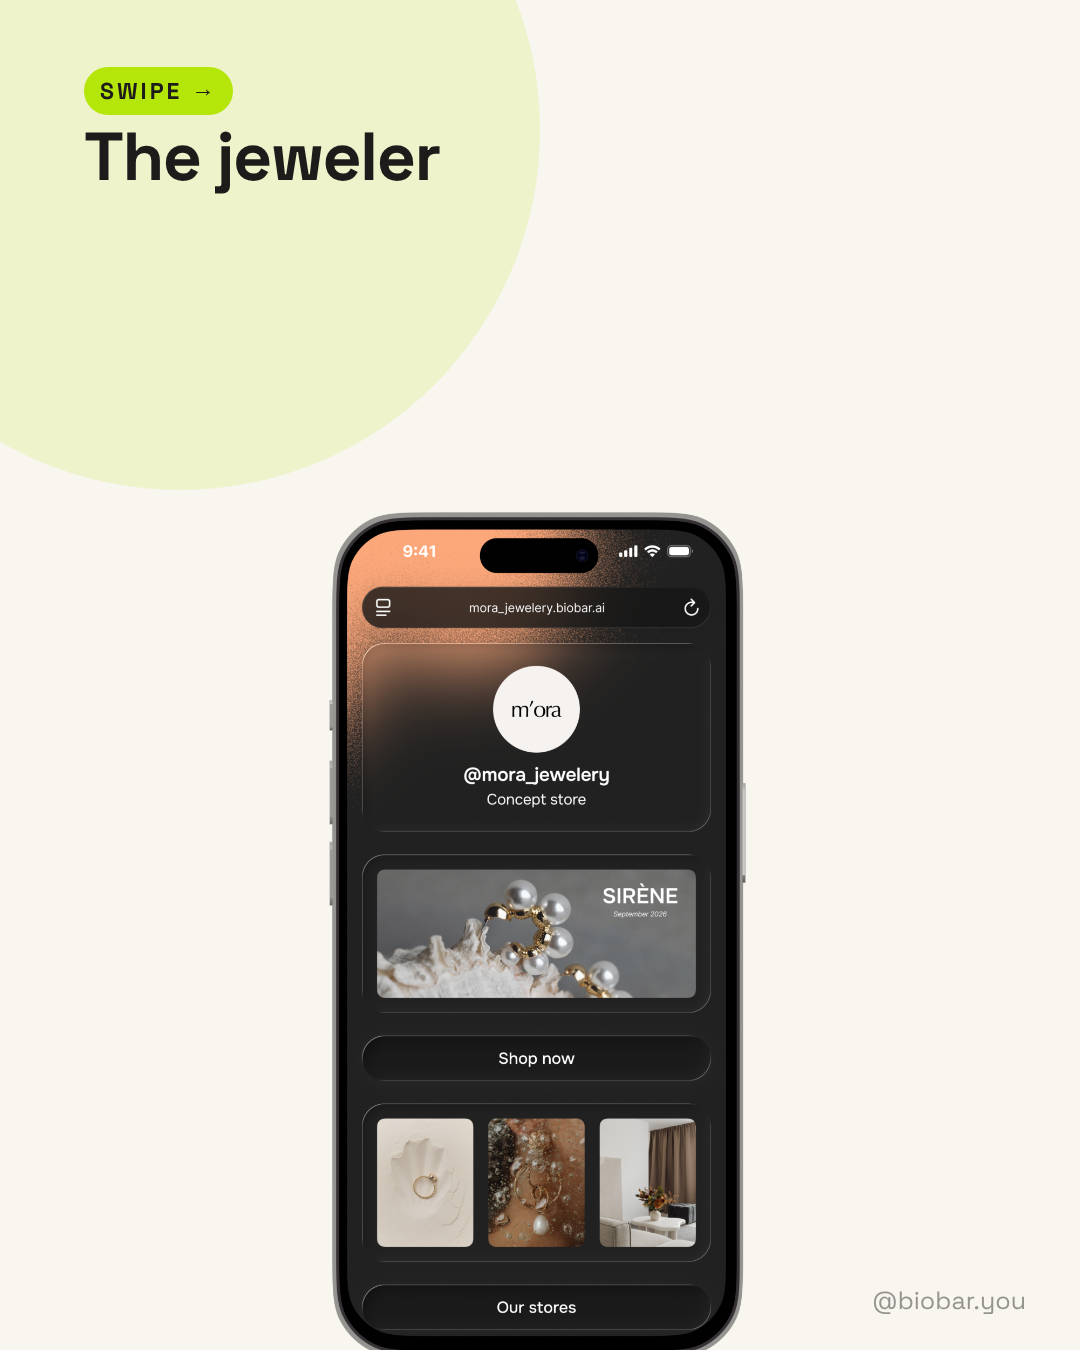 SWIPE →
The jeweler
9:41
mora_jewelery.biobar.ai
m'ora
@mora_jewelery
Concept store
SIRÈNE
September 2026
Shop now
Our stores
@biobar.you